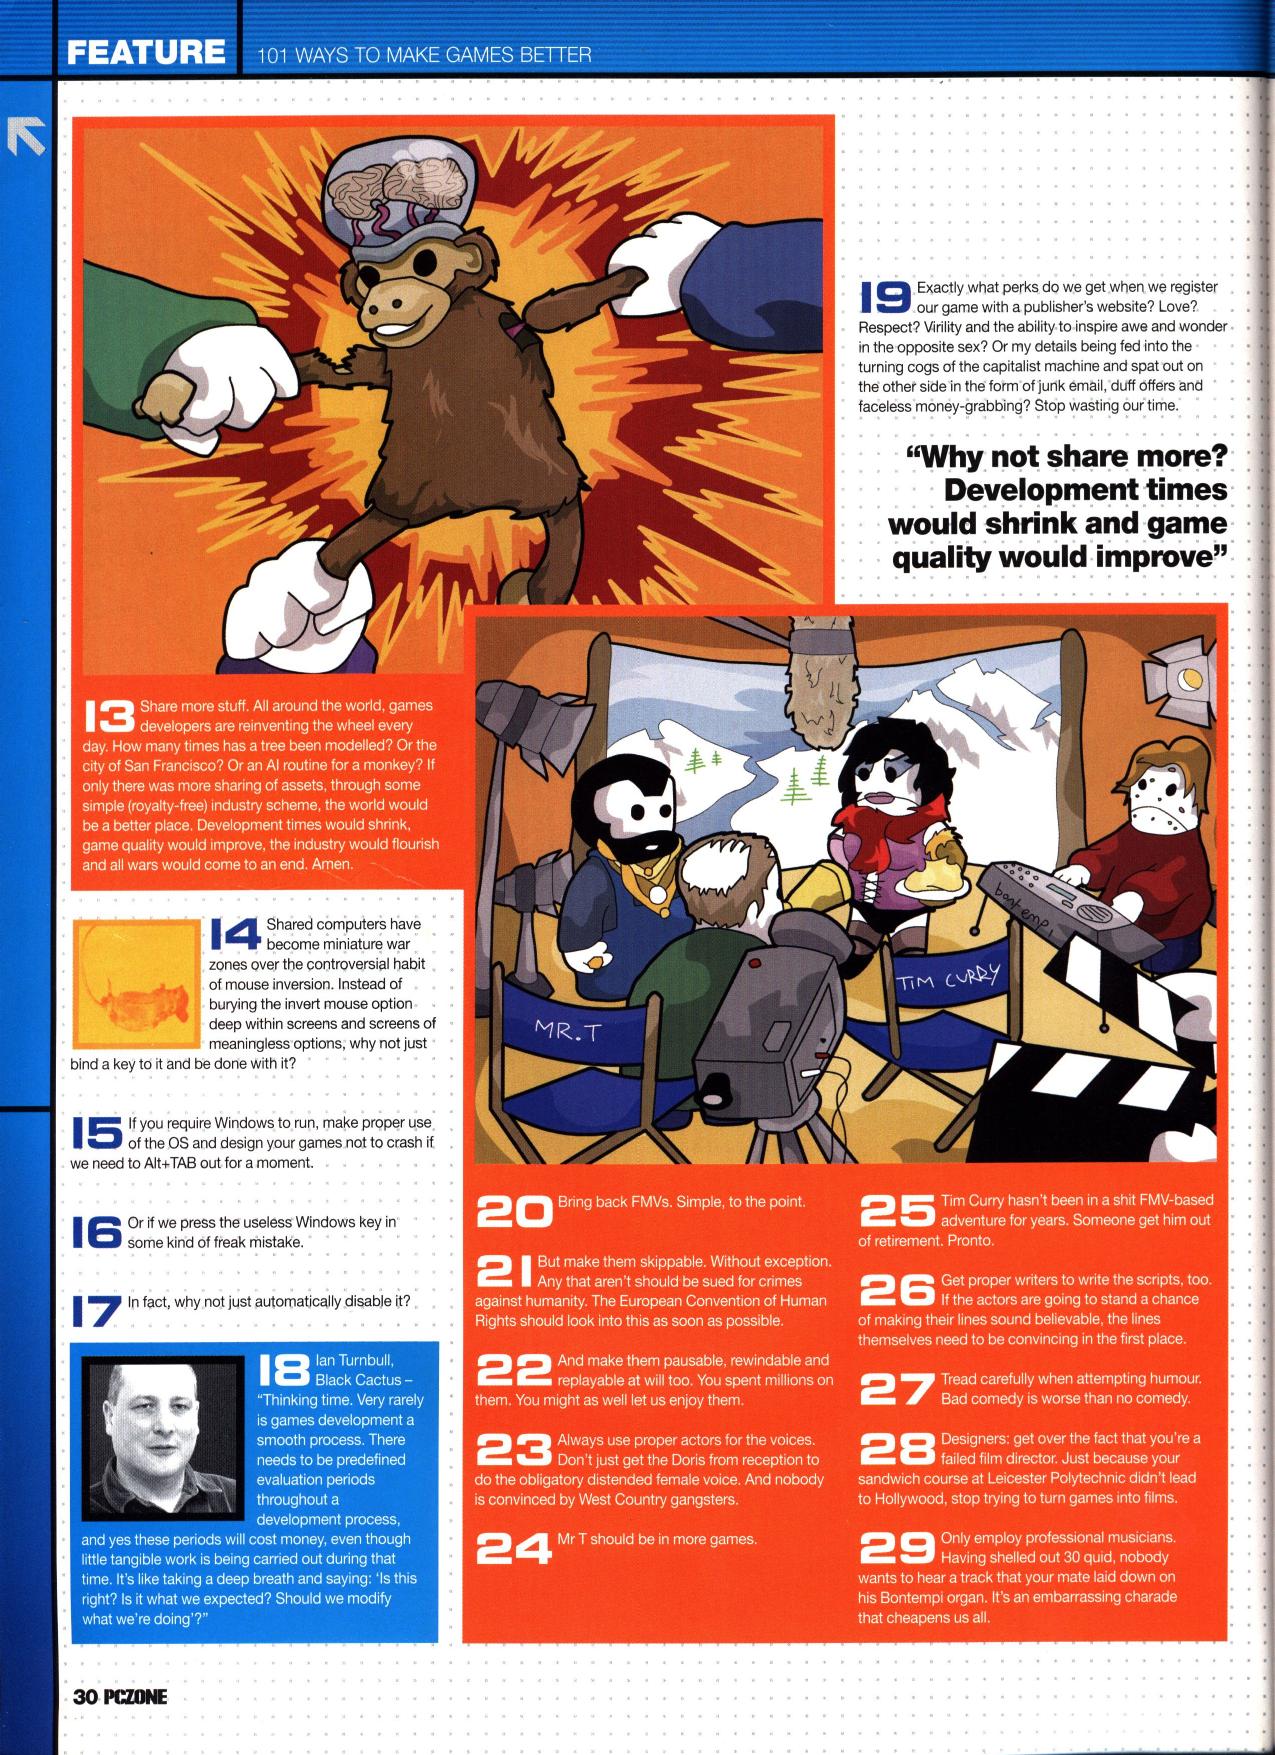 FEATURE
101 WAYS TO MAKE GAMES BETTER
13 Share more stuff. All around the world, games
developers are reinventing the wheel every
day. How many times has a tree been modelled? Or the
city of San Francisco? Or an AI routine for a monkey? If
only there was more sharing of assets, through some
simple (royalty-free) industry scheme, the world would
be a better place. Development times would shrink,
game quality would improve, the industry would flourish
and all wars would come to an end. Amen.
14 Shared computers have
become miniature war
zones over the controversial habit
of mouse inversion. Instead of
burying the invert mouse option
deep within screens and screens of
meaningless options, why not just
bind a key to it and be done with it?
15 If you require Windows to run, make proper use
of the OS and design your games not to crash if
we need to Alt+TAB out for a moment.
16 Or if we press the useless Windows key in
some kind of freak mistake.
17 In fact, why not just automatically disable it?
18 Ian Turnbull,
Black Cactus –
“Thinking time. Very rarely
is games development a
smooth process. There
needs to be predefined
evaluation periods
throughout a
development process,
and yes these periods will cost money, even though
little tangible work is being carried out during that
time. It's like taking a deep breath and saying: ‘Is this
right? Is it what we expected? Should we modify
what we're doing’?”
19 Exactly what perks do we get when we register
our game with a publisher's website? Love?
Respect? Virility and the ability to inspire awe and wonder
in the opposite sex? Or my details being fed into the
turning cogs of the capitalist machine and spat out on
the other side in the form of junk email, duff offers and
faceless money-grabbing? Stop wasting our time.
“Why not share more?
Development times
would shrink and game
quality would improve”
bontempi
TIM CURRY
MR.T
20 Bring back FMVs. Simple, to the point.
21 But make them skippable. Without exception.
Any that aren't should be sued for crimes
against humanity. The European Convention of Human
Rights should look into this as soon as possible.
22 And make them pausable, rewindable and
replayable at will too. You spent millions on
them. You might as well let us enjoy them.
23 Always use proper actors for the voices.
Don't just get the Doris from reception to
do the obligatory distended female voice. And nobody
is convinced by West Country gangsters.
24 Mr T should be in more games.
25 Tim Curry hasn't been in a shit FMV-based
adventure for years. Someone get him out
of retirement. Pronto.
26 Get proper writers to write the scripts, too.
If the actors are going to stand a chance
of making their lines sound believable, the lines
themselves need to be convincing in the first place.
27 Tread carefully when attempting humour.
Bad comedy is worse than no comedy.
28 Designers: get over the fact that you're a
failed film director. Just because your
sandwich course at Leicester Polytechnic didn't lead
to Hollywood, stop trying to turn games into films.
29 Only employ professional musicians.
Having shelled out 30 quid, nobody
wants to hear a track that your mate laid down on
his Bontempi organ. It's an embarrassing charade
that cheapens us all.
30 PCZONE